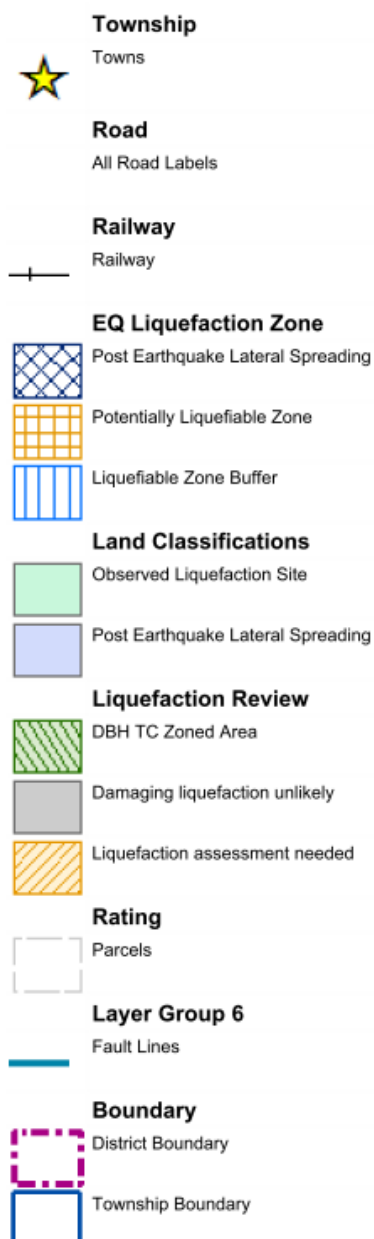 Township
Towns
Road
All Road Labels
Railway
Railway
EQ Liquefaction Zone
Post Earthquake Lateral Spreading
Potentially Liquefiable Zone
Liquefiable Zone Buffer
Land Classifications
Observed Liquefaction Site
Post Earthquake Lateral Spreading
Liquefaction Review
DBH TC Zoned Area
Damaging liquefaction unlikely
Liquefaction assessment needed
Rating
Parcels
Layer Group 6
Fault Lines
Boundary
District Boundary
Township Boundary